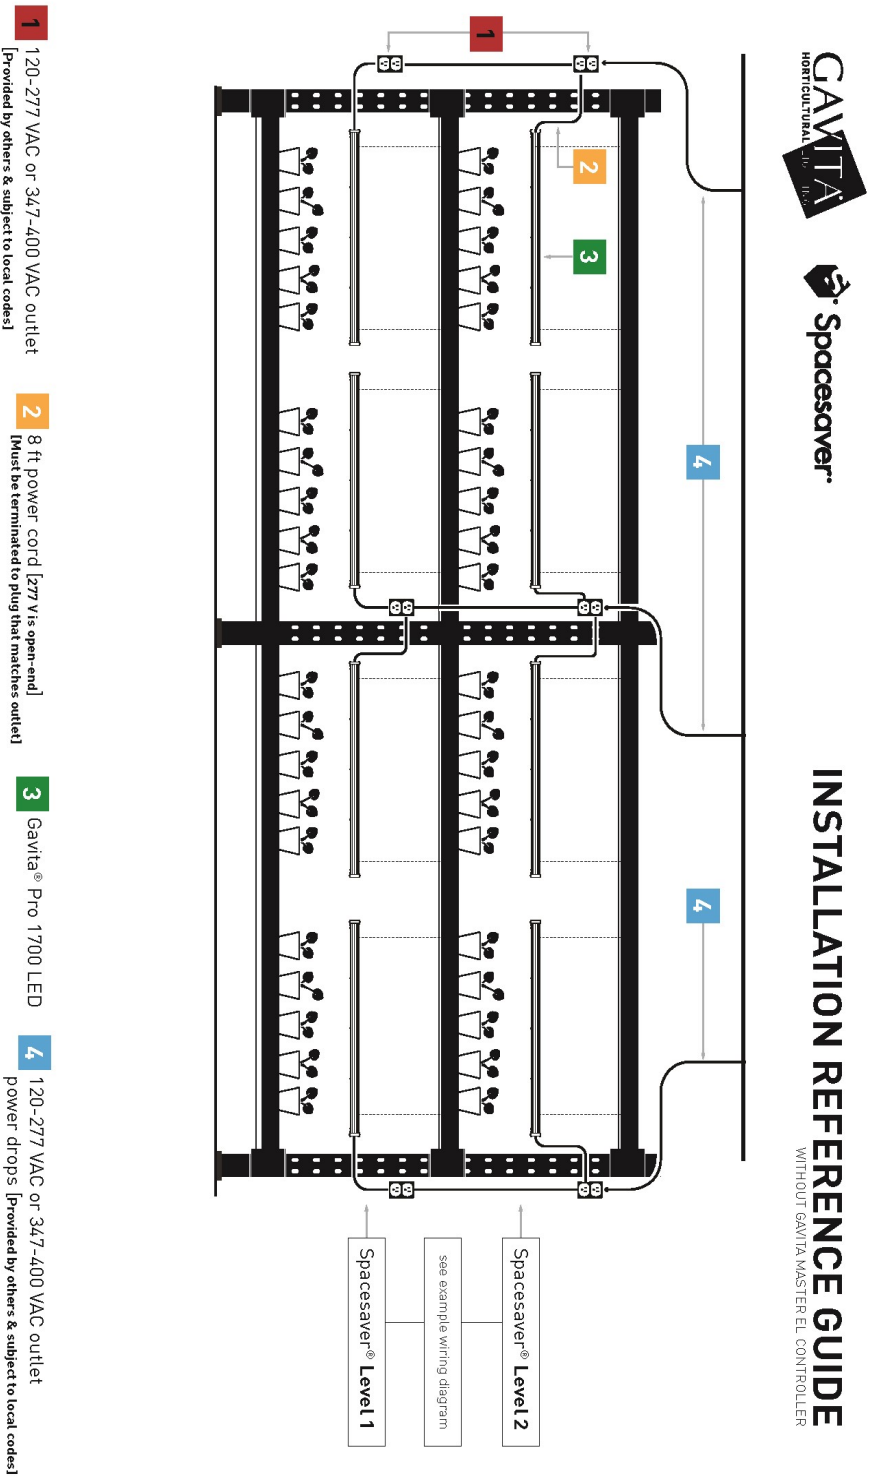 GAVITA
HORTICULTURAL
Spacesaver®
INSTALLATION REFERENCE GUIDE
WITHOUT GAVITA MASTER EL CONTROLLER
1
2
3
4
4
Spacesaver® Level 2
see example wiring diagram
Spacesaver® Level 1
1 120-277 VAC or 347-400 VAC outlet
[Provided by others & subject to local codes]
2 8 ft power cord [277 V is open-end]
[Must be terminated to plug that matches outlet]
3 Gavita® Pro 1700 LED
4 120-277 VAC or 347-400 VAC outlet
power drops [Provided by others & subject to local codes]